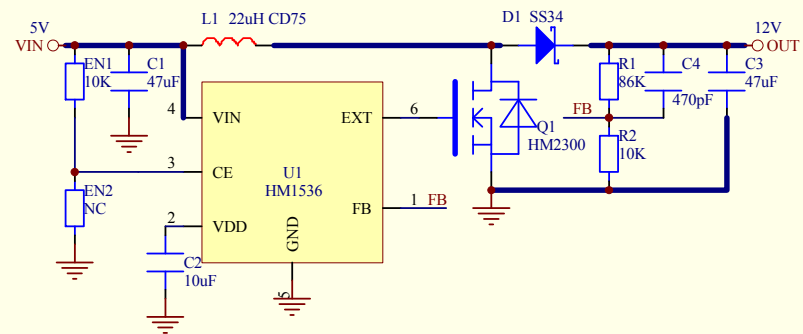 L1 22uH CD75
D1 SS34
5V
12V
VIN
OUT
EN1
10K
C1
47uF
R1
86K
C4
470pF
C3
47uF
4
VIN
EXT
6
FB
Q1
HM2300
R2
10K
3
CE
U1
HM1536
EN2
NC
FB
1
FB
2
VDD
GND
C2
10uF
5